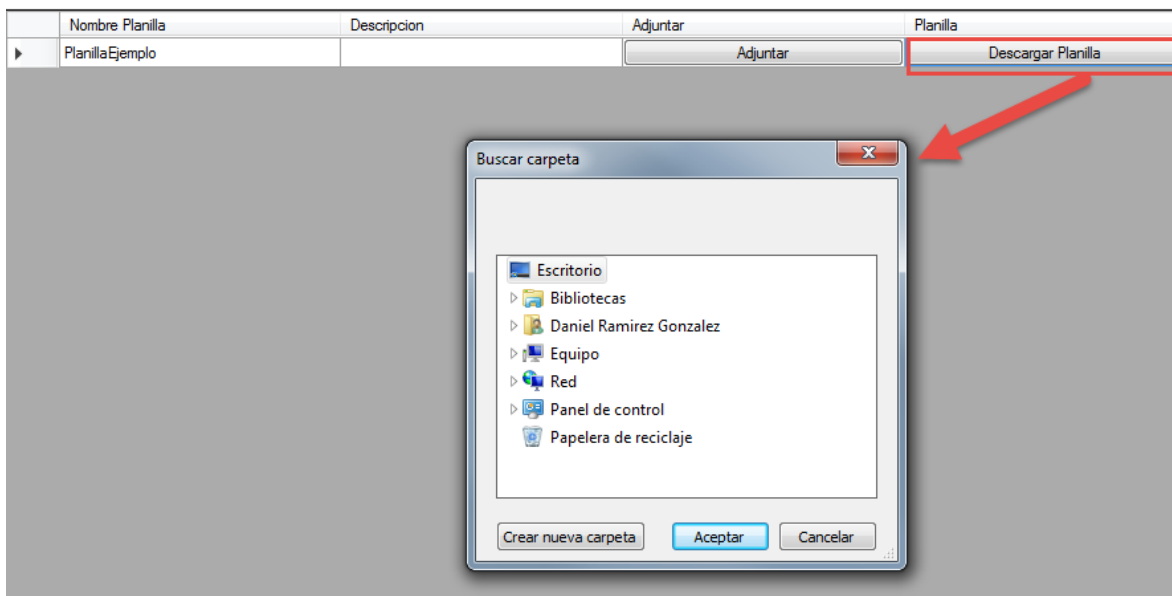 Nombre Planilla Descripcion Adjuntar Planilla
PlanillaEjemplo Adjuntar Descargar Planilla
Buscar carpeta
Escritorio
Bibliotecas
Daniel Ramirez Gonzalez
Equipo
Red
Panel de control
Papelera de reciclaje
Crear nueva carpeta Aceptar Cancelar